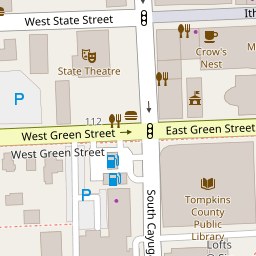 West State Street
Ith
Crow's
Nest
State Theatre
P
112
West Green Street
East Green Street
West Green Street
P
Tompkins
County
Public
Library
South Cayug
Lofts